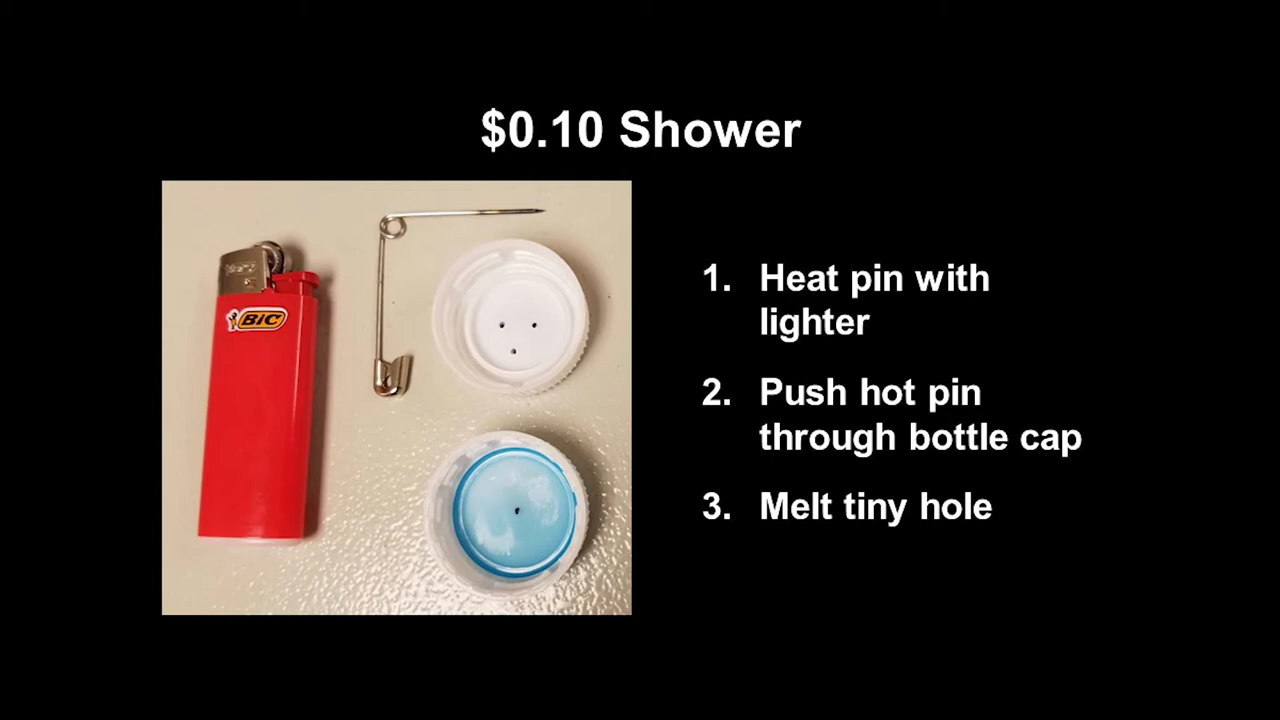 $0.10 Shower
BIC
1. Heat pin with
lighter
2. Push hot pin
through bottle cap
3. Melt tiny hole